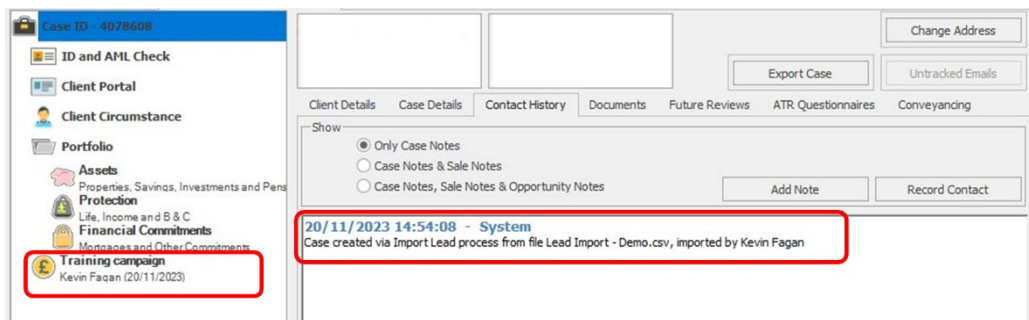 Case ID - 4078608
ID and AML Check
Client Portal
Client Circumstance
Portfolio
Assets
Properties, Savings, Investments and Pens
Protection
Life, Income and B & C
Financial Commitments
Mortgages and Other Commitments
Training campaign
Kevin Fagan (20/11/2023)
Change Address
Export Case
Untracked Emails
Client Details
Case Details
Contact History
Documents
Future Reviews
ATR Questionnaires
Conveyancing
Show
Only Case Notes
Case Notes & Sale Notes
Case Notes, Sale Notes & Opportunity Notes
Add Note
Record Contact
20/11/2023 14:54:08 - System
Case created via Import Lead process from file Lead Import - Demo.csv, imported by Kevin Fagan